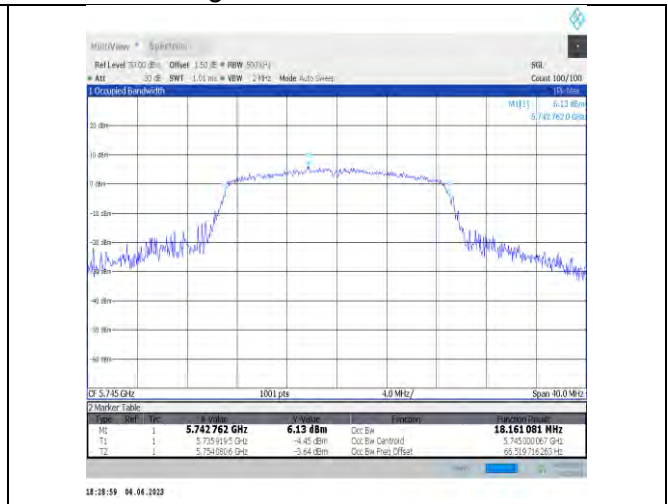 MultiView Spectrum
Ref Level 30.00 dBm Offset 1.50 dB RBW 500 kHz SGL
Att 30 dB SWT 1.01 ms VBW 2 MHz Mode Auto Sweep Count 100/100
1 Occupied Bandwidth
M1[1] 6.13 dBm
5.742 762 0 GHz
20 dBm
10 dBm
0 dBm
-10 dBm
-20 dBm
-40 dBm
-50 dBm
-60 dBm
CF 5.745 GHz 1001 pts 4.0 MHz/ Span 40.0 MHz
2 Marker Table
Type Ref Trc X-Value Y-Value Function Function Result
M1 1 5.742 762 GHz 6.13 dBm Occ Bw 18.161 081 MHz
T1 1 5.735 919 5 GHz -4.45 dBm Occ Bw Centroid 5.745 000 067 GHz
T2 1 5.754 080 6 GHz -3.64 dBm Occ Bw Freq Offset 66.519 716 263 Hz
18:28:59 04.06.2023